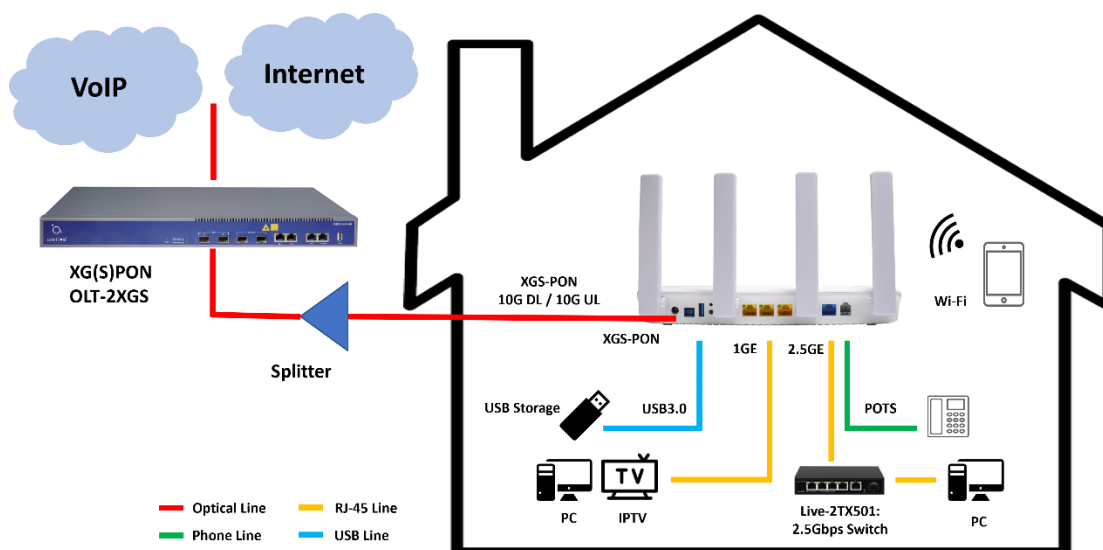 VoIP
Internet
XG(S)PON
OLT-2XGS
Splitter
XGS-PON
10G DL / 10G UL
XGS-PON
1GE
2.5GE
Wi-Fi
USB Storage
USB3.0
POTS
TV
PC
IPTV
Live-2TX501:
2.5Gbps Switch
PC
Optical Line
RJ-45 Line
Phone Line
USB Line